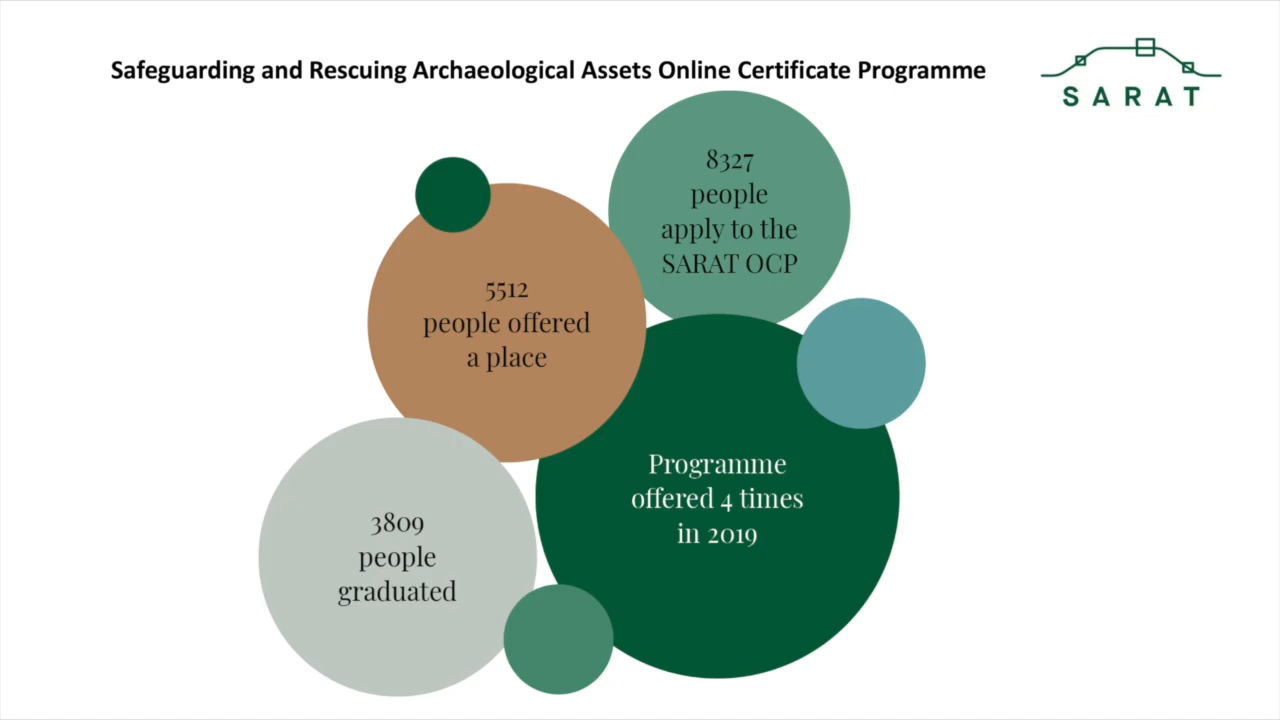 Safeguarding and Rescuing Archaeological Assets Online Certificate Programme
SARAT
8327
people
apply to the
SARAT OCP
5512
people offered
a place
Programme
offered 4 times
in 2019
3809
people
graduated